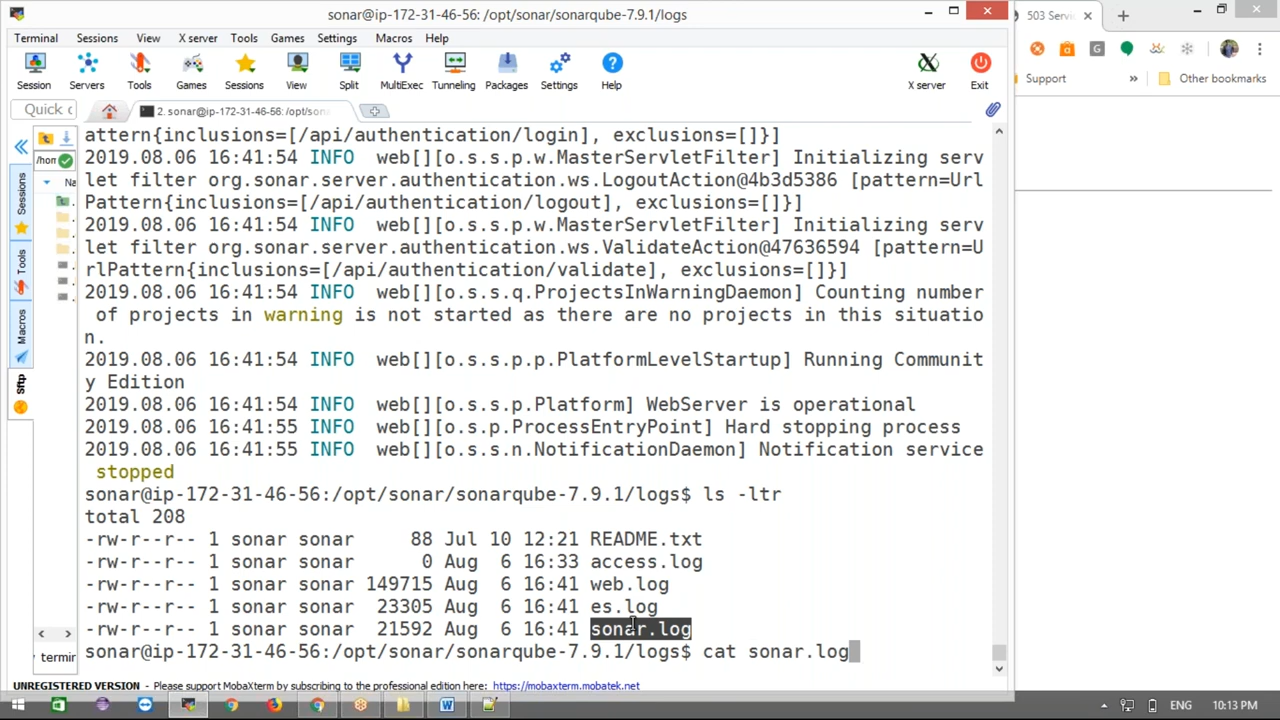 sonar@ip-172-31-46-56: /opt/sonar/sonarqube-7.9.1/logs
503 Servic
Terminal Sessions View X server Tools Games Settings Macros Help
Session Servers Tools Games Sessions View Split MultiExec Tunneling Packages Settings Help X server Exit
Support » Other bookmarks
Quick c
2. sonar@ip-172-31-46-56: /opt/sona
/hon
Na
Sessions
Tools
Macros
Sftp
termir
attern{inclusions=[/api/authentication/login], exclusions=[]}]
2019.08.06 16:41:54 INFO  web[][o.s.s.p.w.MasterServletFilter] Initializing serv
let filter org.sonar.server.authentication.ws.LogoutAction@4b3d5386 [pattern=Url
Pattern{inclusions=[/api/authentication/logout], exclusions=[]}]
2019.08.06 16:41:54 INFO  web[][o.s.s.p.w.MasterServletFilter] Initializing serv
let filter org.sonar.server.authentication.ws.ValidateAction@47636594 [pattern=U
rlPattern{inclusions=[/api/authentication/validate], exclusions=[]}]
2019.08.06 16:41:54 INFO  web[][o.s.s.q.ProjectsInWarningDaemon] Counting number
of projects in warning is not started as there are no projects in this situatio
n.
2019.08.06 16:41:54 INFO  web[][o.s.s.p.p.PlatformLevelStartup] Running Communit
y Edition
2019.08.06 16:41:54 INFO  web[][o.s.s.p.Platform] WebServer is operational
2019.08.06 16:41:55 INFO  web[][o.s.p.ProcessEntryPoint] Hard stopping process
2019.08.06 16:41:55 INFO  web[][o.s.s.n.NotificationDaemon] Notification service
stopped
sonar@ip-172-31-46-56:/opt/sonar/sonarqube-7.9.1/logs$ ls -ltr
total 208
-rw-r--r-- 1 sonar sonar     88 Jul 10 12:21 README.txt
-rw-r--r-- 1 sonar sonar      0 Aug  6 16:33 access.log
-rw-r--r-- 1 sonar sonar 149715 Aug  6 16:41 web.log
-rw-r--r-- 1 sonar sonar  23305 Aug  6 16:41 es.log
-rw-r--r-- 1 sonar sonar  21592 Aug  6 16:41 sonar.log
sonar@ip-172-31-46-56:/opt/sonar/sonarqube-7.9.1/logs$ cat sonar.log
UNREGISTERED VERSION - Please support MobaXterm by subscribing to the professional edition here: https://mobaxterm.mobatek.net
ENG 10:13 PM